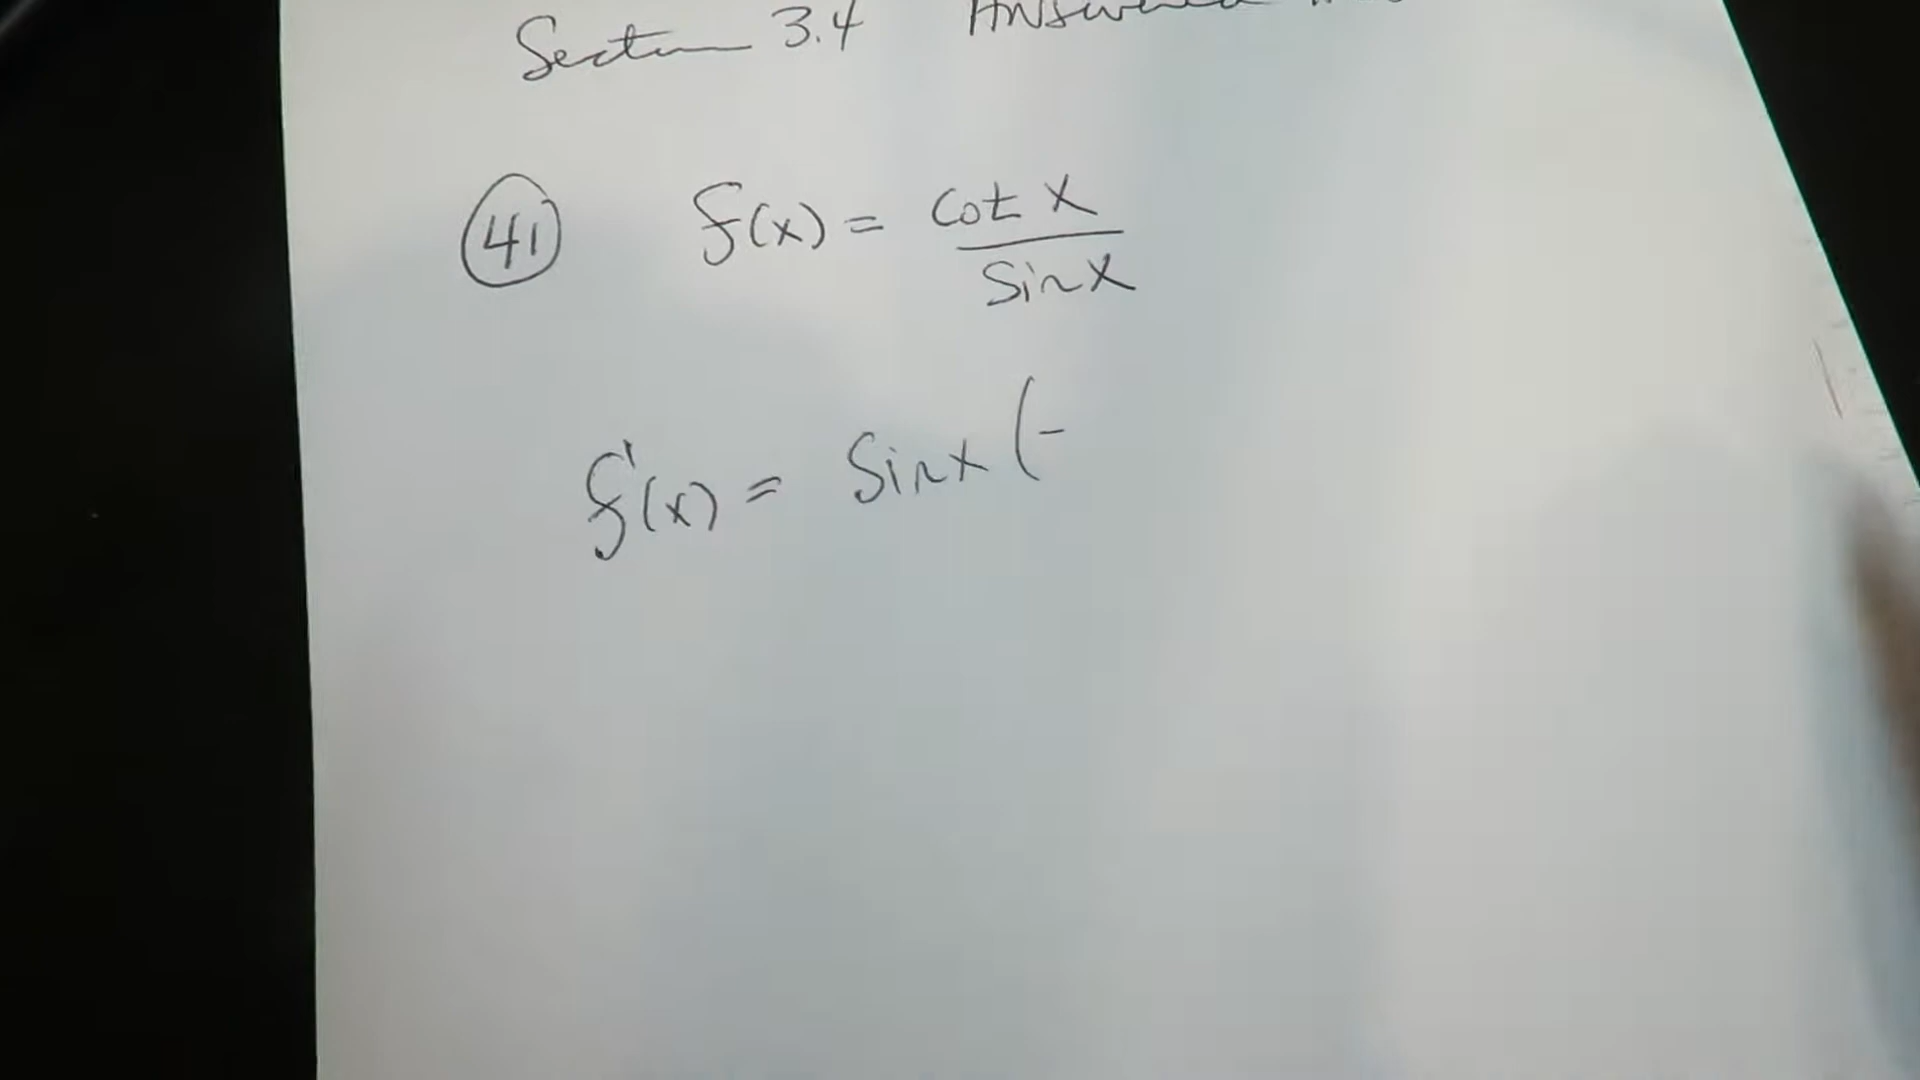 Section 3.4
41 f(x) = cot x / sin x
f'(x) = sin x (-